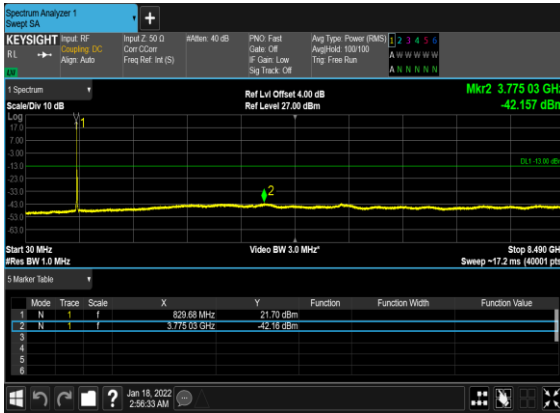 Spectrum Analyzer 1
Swept SA
KEYSIGHT
RL
Input: RF
Coupling: DC
Align: Auto
Input Z: 50 Ω
Corr CCorr
Freq Ref: Int (S)
#Atten: 40 dB
PNO: Fast
Gate: Off
IF Gain: Low
Sig Track: Off
Avg Type: Power (RMS)
Avg|Hold: 100/100
Trig: Free Run
1 2 3 4 5 6
A W W W W W
A N N N N N
1 Spectrum
Scale/Div 10 dB
Ref Lvl Offset 4.00 dB
Ref Level 27.00 dBm
Mkr2 3.775 03 GHz
-42.157 dBm
Log
17.0
7.00
-3.00
-13.0
-23.0
-33.0
-43.0
-53.0
-63.0
1
2
DL1 -13.00 dBm
Start 30 MHz
#Res BW 1.0 MHz
Video BW 3.0 MHz*
Stop 8.490 GHz
Sweep ~17.2 ms (40001 pts)
5 Marker Table
Mode Trace Scale X Y Function Function Width Function Value
1 N 1 f 829.68 MHz 21.70 dBm
2 N 1 f 3.775 03 GHz -42.16 dBm
3
4
5
6
Jan 18, 2022
2:56:33 AM